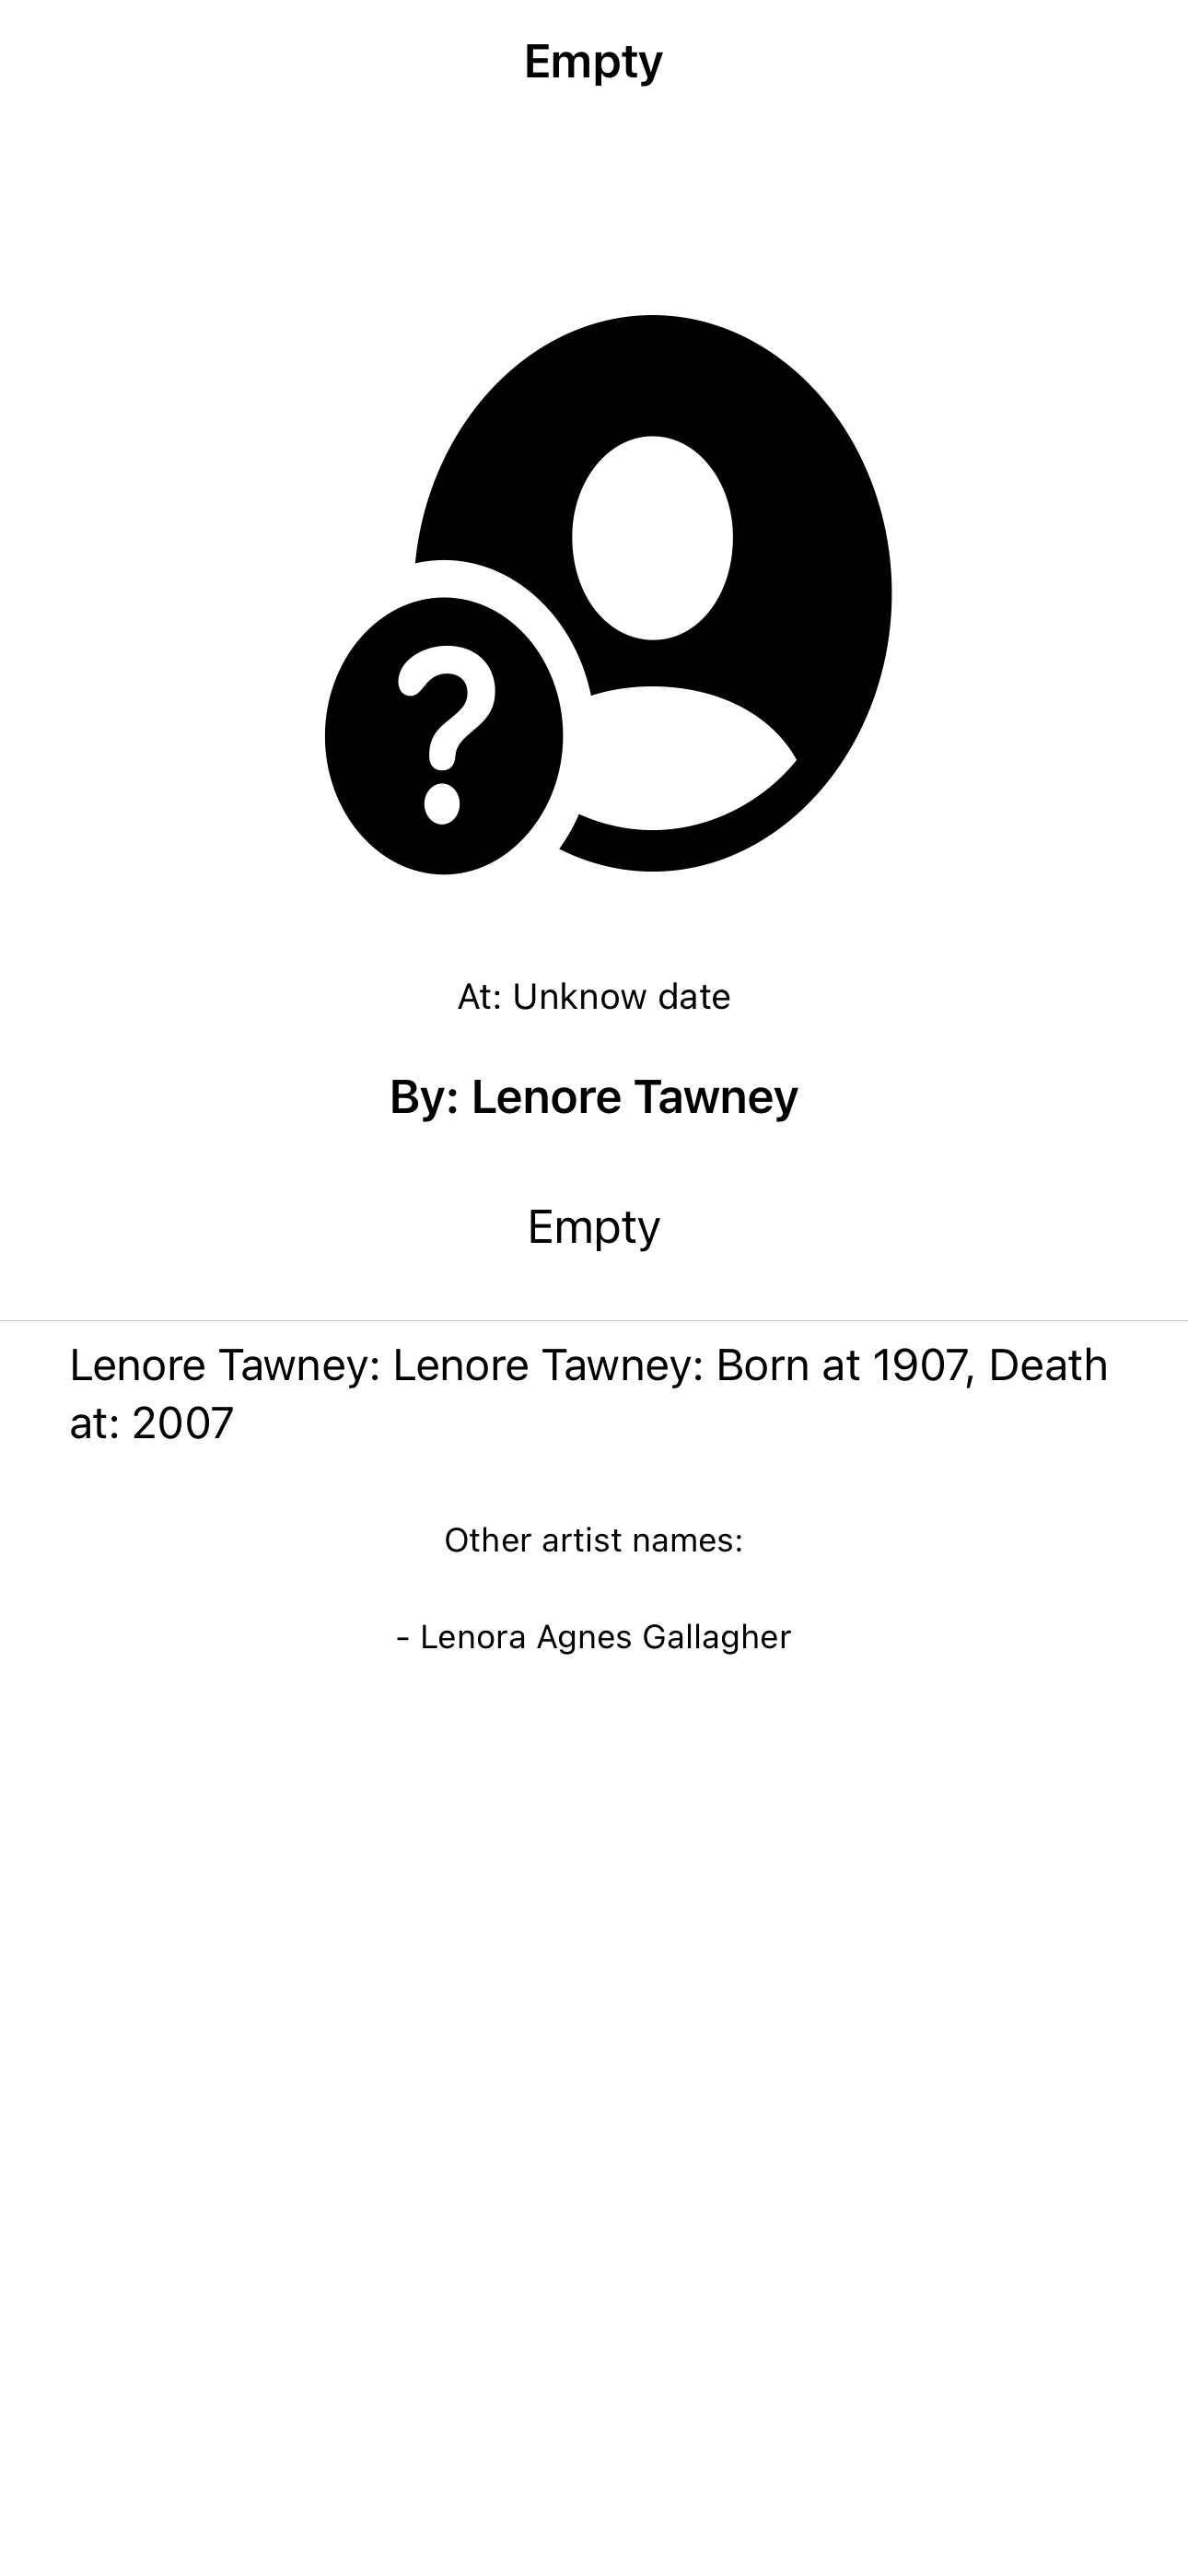 Empty
?
At: Unknow date
By: Lenore Tawney
Empty
Lenore Tawney: Lenore Tawney: Born at 1907, Death
at: 2007
Other artist names:
- Lenora Agnes Gallagher